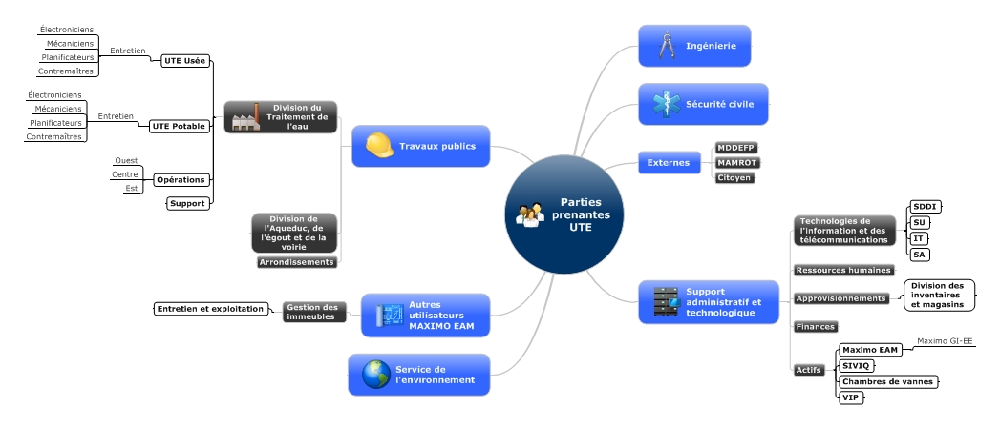 Parties
prenantes
UTE
Ingénierie
Sécurité civile
Externes
MDDEFP
MAMROT
Citoyen
Support
administratif et
technologique
Technologies de
l'information et des
télécommunications
SDDI
SU
IT
SA
Ressources humaines
Approvisionnements
Division des
inventaires
et magasins
Finances
Actifs
Maximo EAM
Maximo GI-EE
SIVIQ
Chambres de vannes
VIP
Travaux publics
Division du
Traitement de
l'eau
UTE Usée
Entretien
Électroniciens
Mécaniciens
Planificateurs
Contremaîtres
UTE Potable
Entretien
Électroniciens
Mécaniciens
Planificateurs
Contremaîtres
Opérations
Ouest
Centre
Est
Support
Division de
l'Aqueduc, de
l'égout et de la
voirie
Arrondissements
Autres
utilisateurs
MAXIMO EAM
Gestion des
immeubles
Entretien et exploitation
Service de
l'environnement